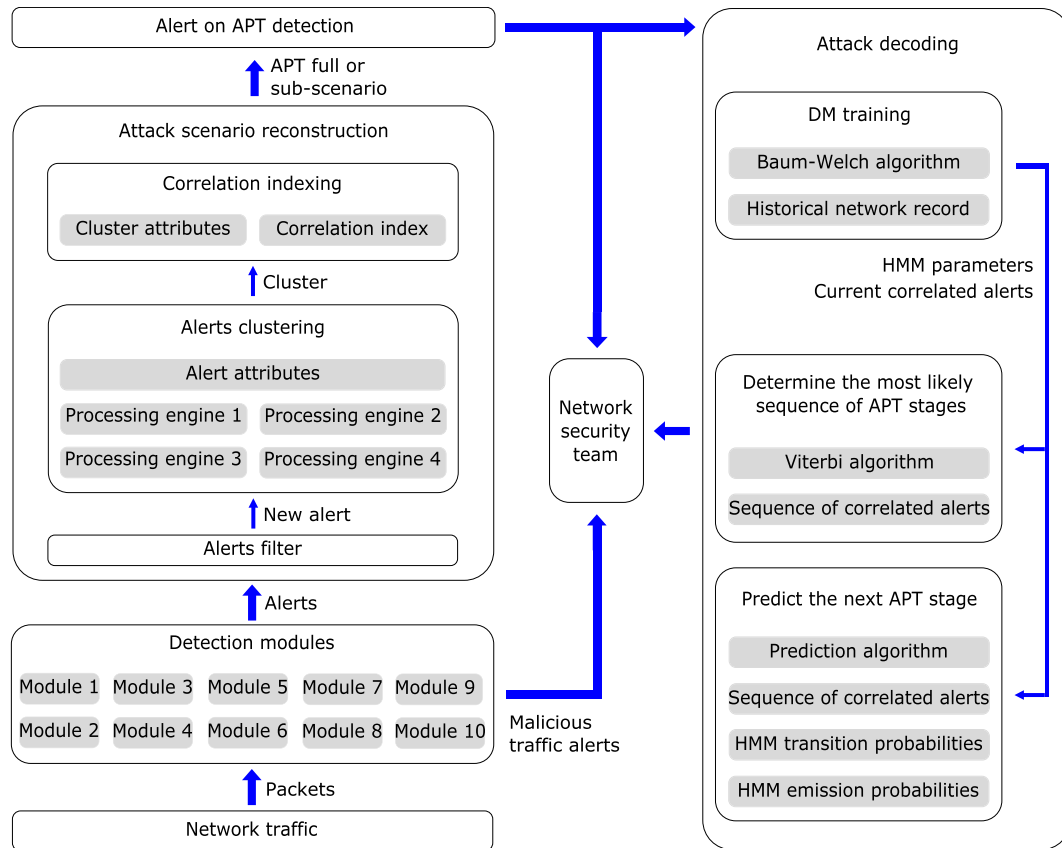 Alert on APT detection
APT full or
sub-scenario
Attack scenario reconstruction
Correlation indexing
Cluster attributes
Correlation index
Cluster
Alerts clustering
Alert attributes
Processing engine 1
Processing engine 2
Processing engine 3
Processing engine 4
New alert
Alerts filter
Alerts
Detection modules
Module 1
Module 3
Module 5
Module 7
Module 9
Module 2
Module 4
Module 6
Module 8
Module 10
Packets
Network traffic
Malicious
traffic alerts
Network
security
team
Attack decoding
DM training
Baum-Welch algorithm
Historical network record
HMM parameters
Current correlated alerts
Determine the most likely
sequence of APT stages
Viterbi algorithm
Sequence of correlated alerts
Predict the next APT stage
Prediction algorithm
Sequence of correlated alerts
HMM transition probabilities
HMM emission probabilities